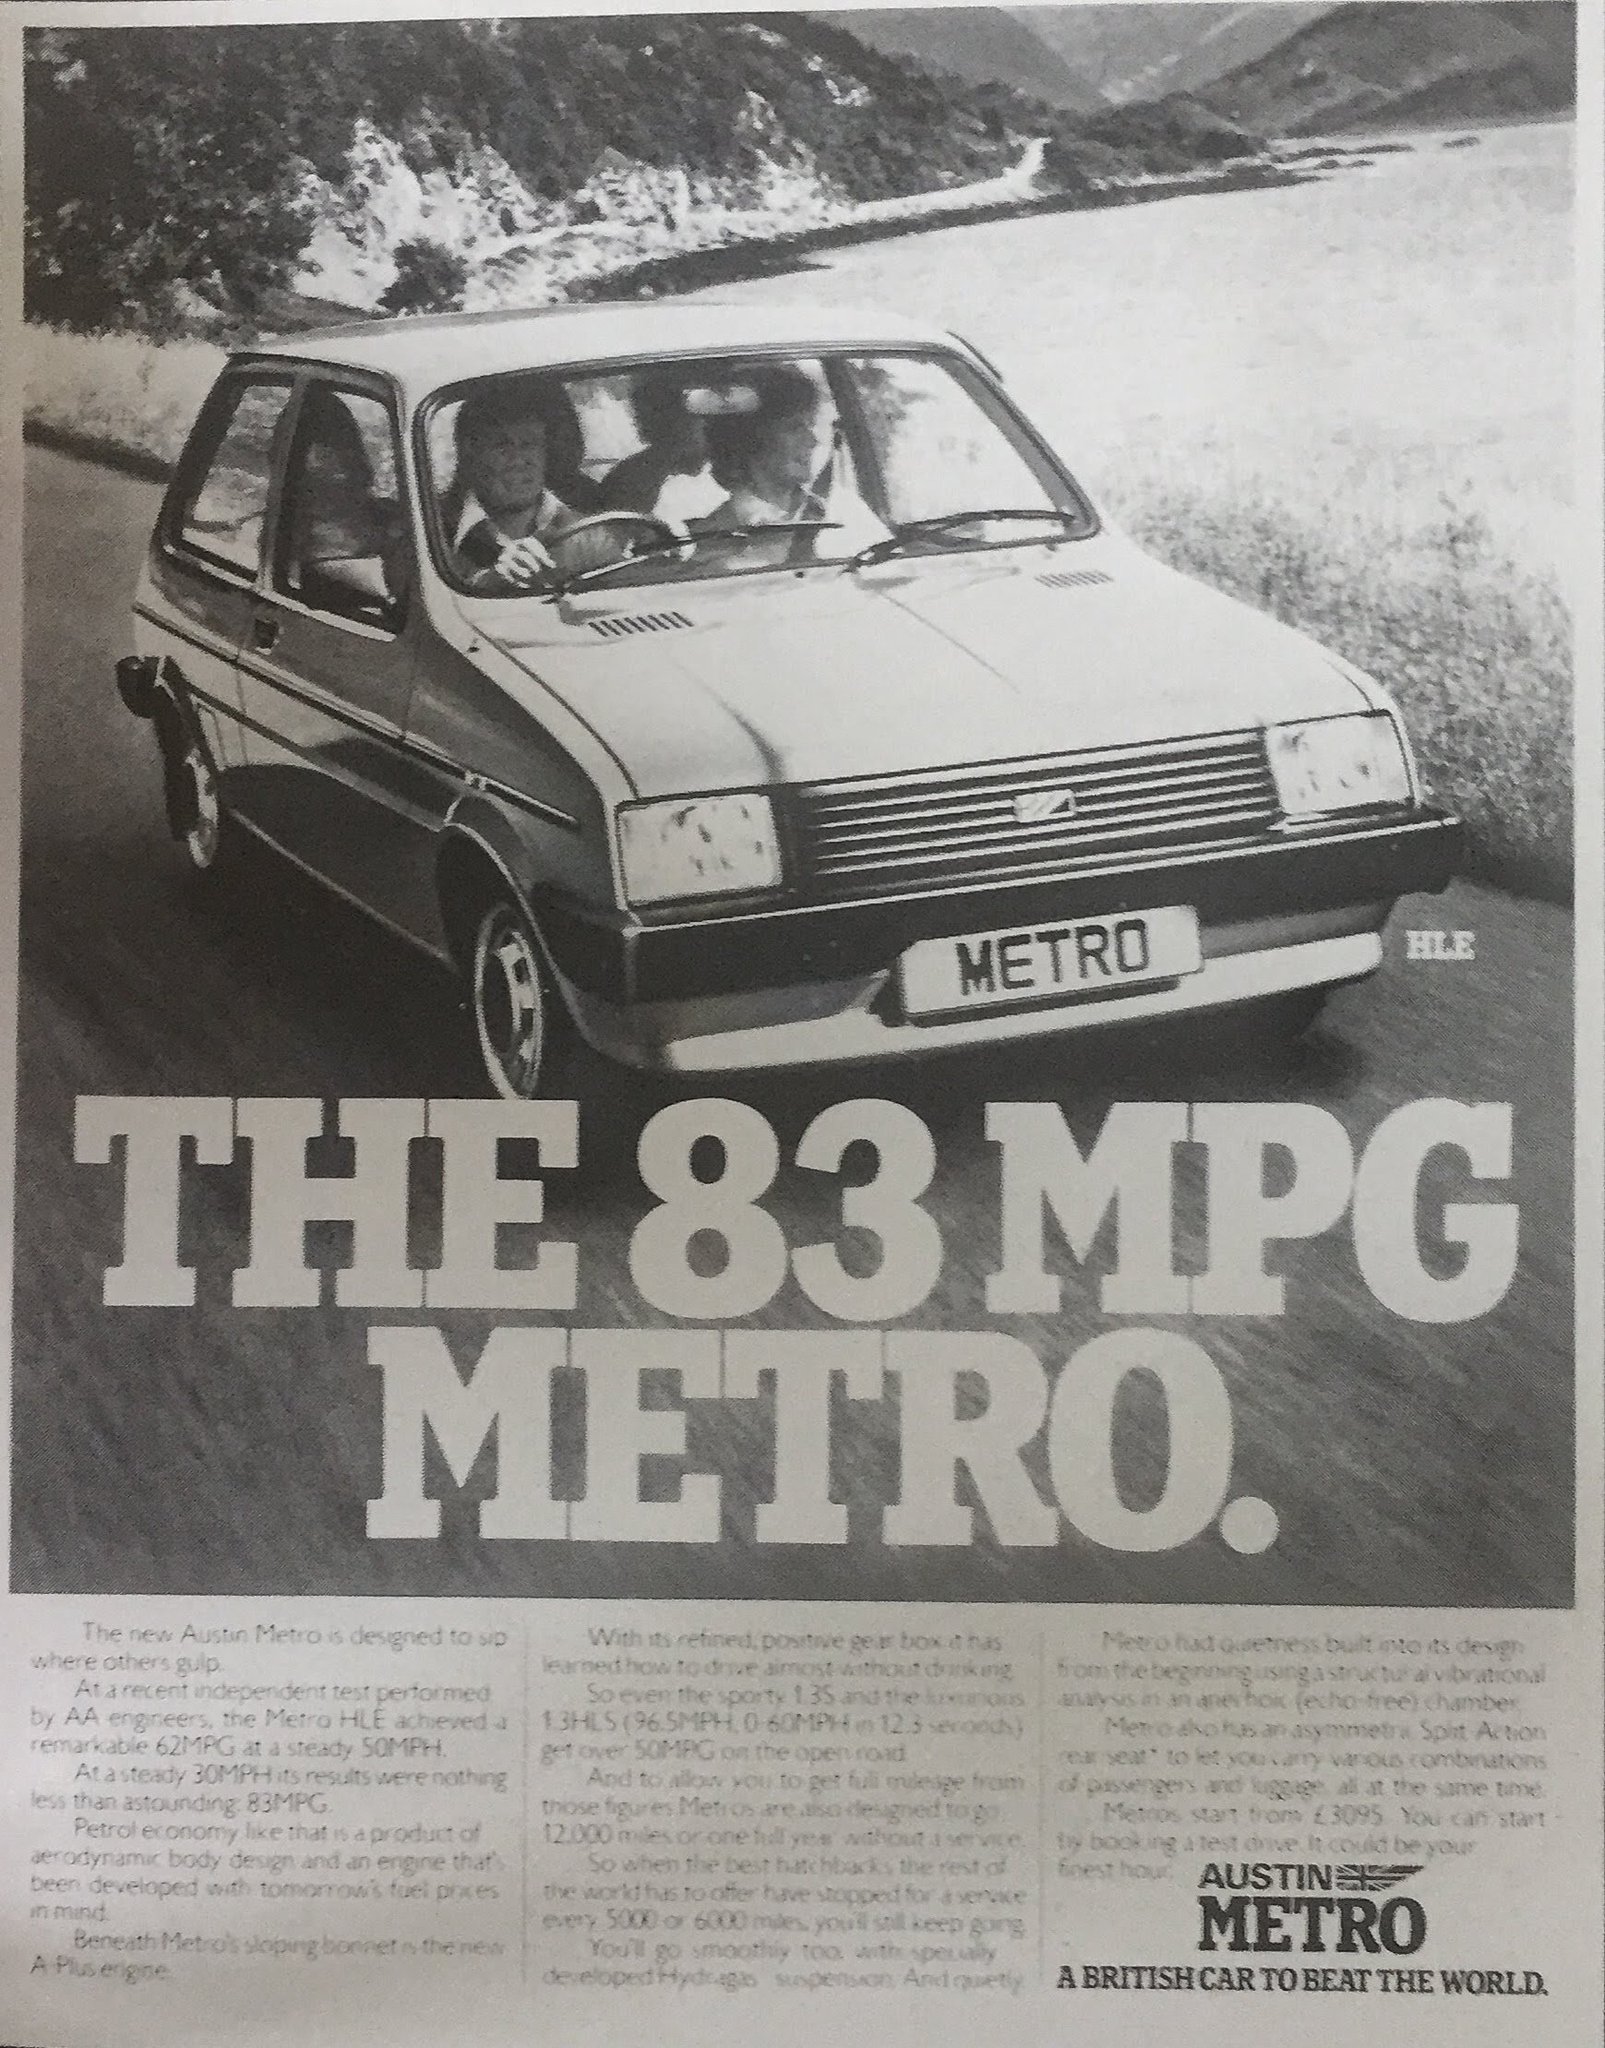 METRO
HLE
THE 83 MPG
METRO.
The new Austin Metro is designed to sip
where others gulp.
At a recent independent test performed
by AA engineers, the Metro HLE achieved a
remarkable 62MPG at a steady 50MPH.
At a steady 30MPH its results were nothing
less than astounding: 83MPG.
Petrol economy like that is a product of
aerodynamic body design and an engine that's
been developed with tomorrow's fuel prices
in mind.
Beneath Metro's sloping bonnet is the new
A-Plus engine.
With its refined, positive gear box it has
learned how to drive almost without drinking.
So even the sporty 1.3S and the luxurious
1.3HLS (96.5MPH, 0-60MPH in 12.3 seconds)
get over 50MPG on the open road.
And to allow you to get full mileage from
those figures Metros are also designed to go
12,000 miles or one full year without a service.
So when the best hatchbacks the rest of
the world has to offer have stopped for a service
every 5000 or 6000 miles, you'll still keep going.
You'll go smoothly too, with specially
developed Hydragas suspension. And quietly.
Metro had quietness built into its design
from the beginning using a structural vibrational
analysis in an anechoic (echo-free) chamber.
Metro also has an asymmetric Split-Action
rear seat* to let you carry various combinations
of passengers and luggage, all at the same time.
Metros start from £3095. You can start
by booking a test drive. It could be your
finest hour.
AUSTIN
METRO
A BRITISH CAR TO BEAT THE WORLD.